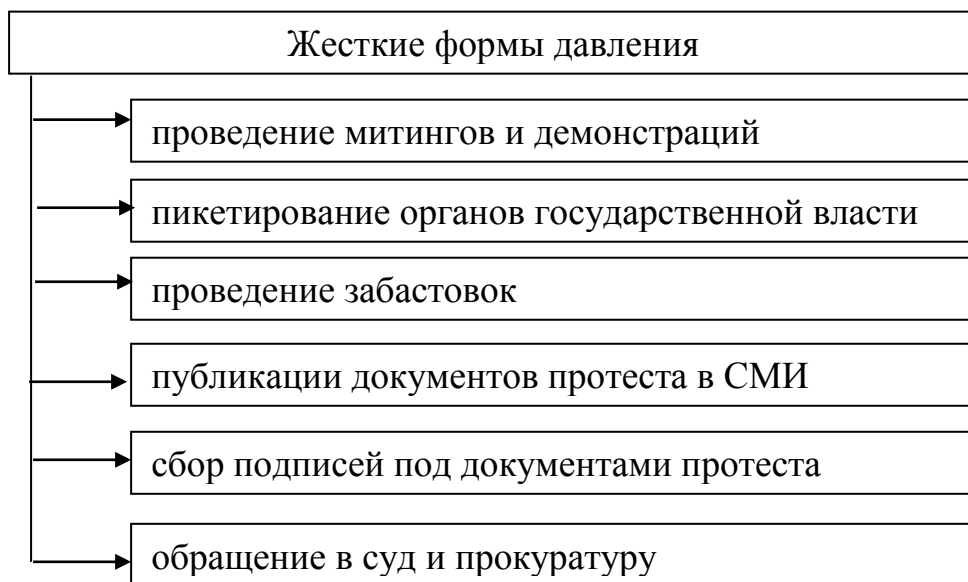 Жесткие формы давления
проведение митингов и демонстраций
пикетирование органов государственной власти
проведение забастовок
публикации документов протеста в СМИ
сбор подписей под документами протеста
обращение в суд и прокуратуру